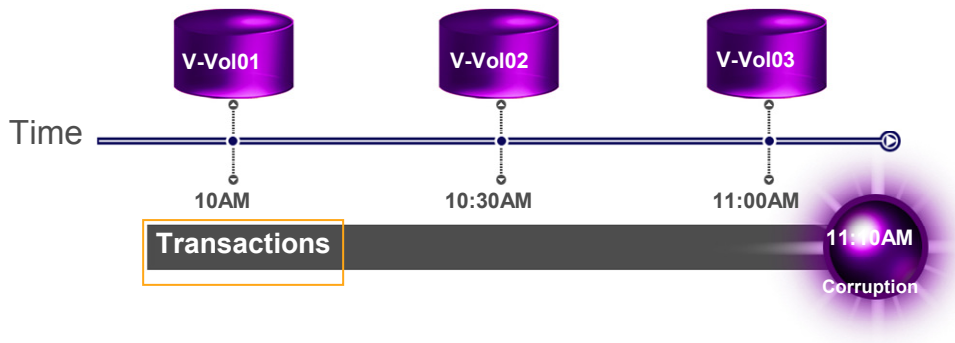 V-Vol01
V-Vol02
V-Vol03
Time
10AM
10:30AM
11:00AM
Transactions
11:10AM
Corruption